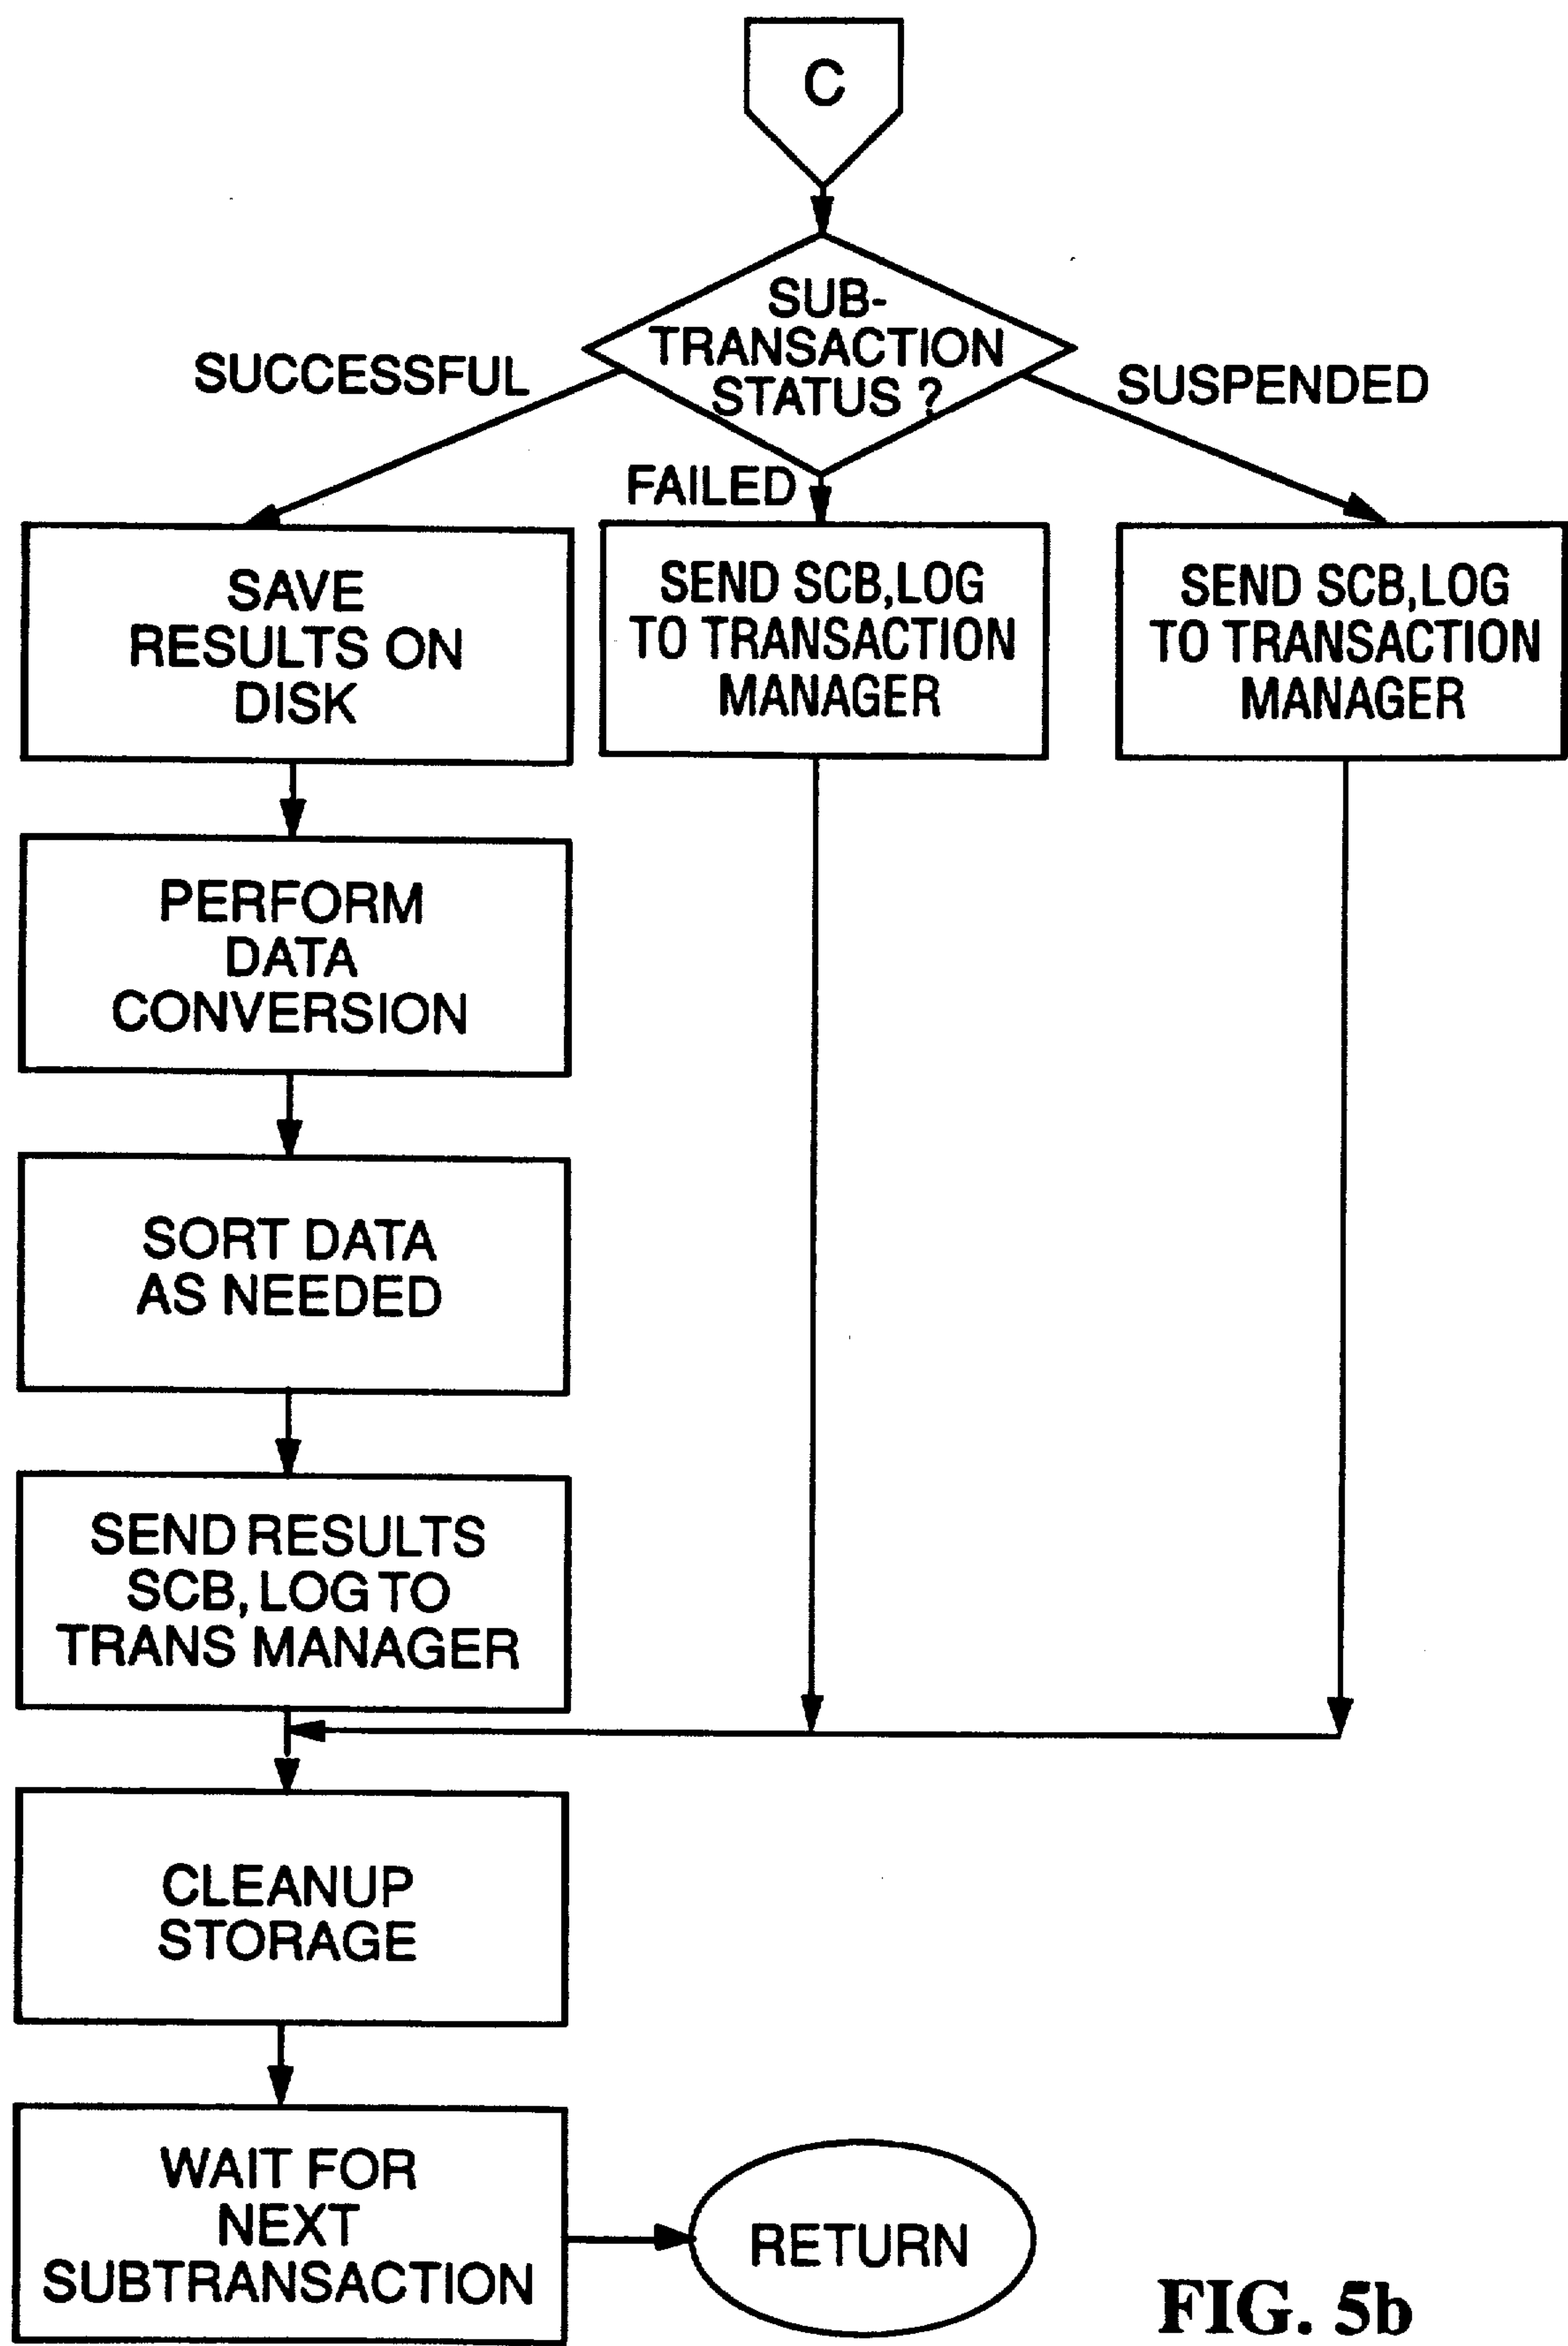 C
SUB-
TRANSACTION
STATUS ?
SUCCESSFUL
SUSPENDED
FAILED
SAVE
RESULTS ON
DISK
SEND SCB,LOG
TO TRANSACTION
MANAGER
SEND SCB,LOG
TO TRANSACTION
MANAGER
PERFORM
DATA
CONVERSION
SORT DATA
AS NEEDED
SEND RESULTS
SCB, LOG TO
TRANS MANAGER
CLEANUP
STORAGE
WAIT FOR
NEXT
SUBTRANSACTION
RETURN
FIG. 5b